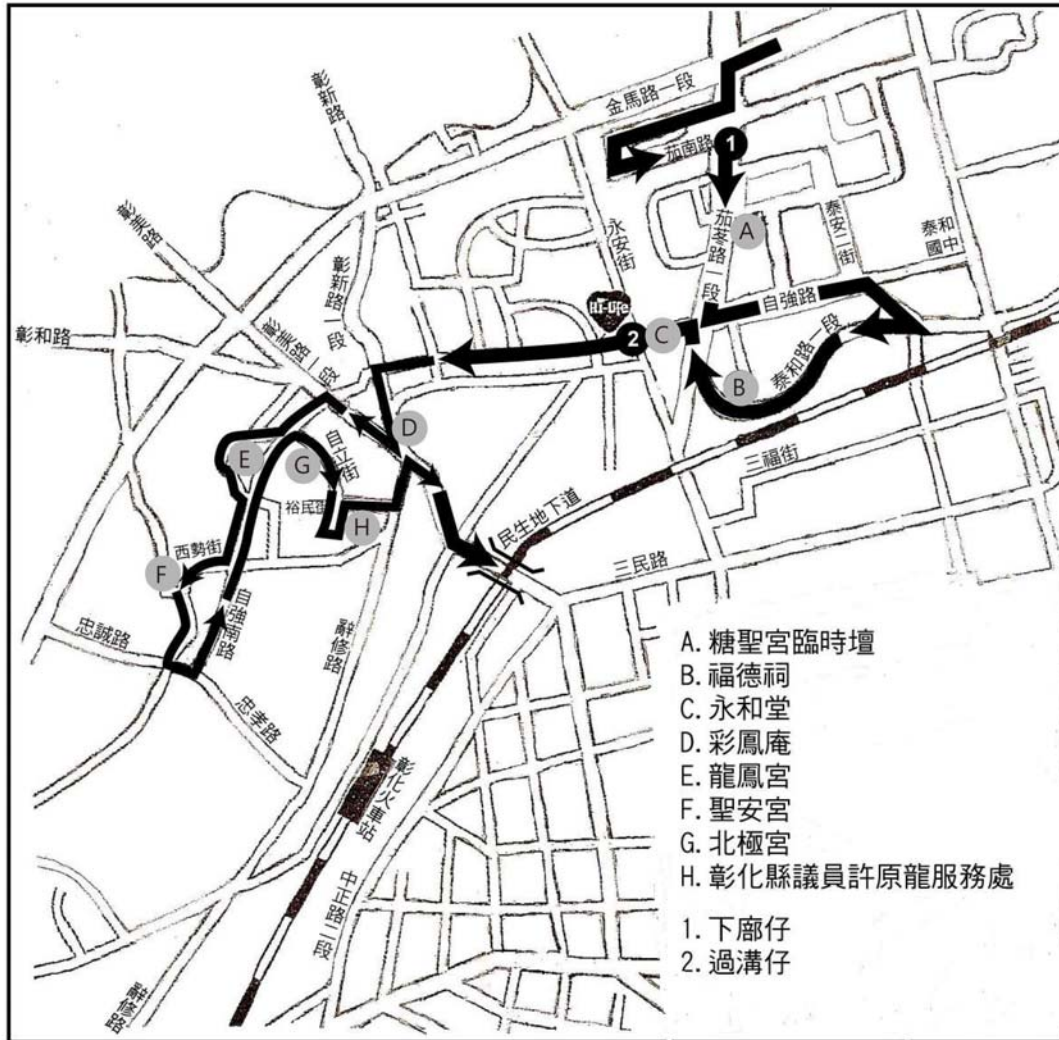 彰新路
金馬路一段
茄南路
1
彰美路
彰新路一段
永安街
茄苳路一段
A
泰安二街
泰和國中
彰和路
彰美路一段
Hi-Life
2
C
自強路
泰和路一段
B
D
自立街
E
G
三福街
裕民街
H
民生地下道
西勢街
F
三民路
自強南路
忠誠路
辭修路
忠孝路
彰化火車站
中正路二段
辭修路
A. 糖聖宮臨時壇
B. 福德祠
C. 永和堂
D. 彩鳳庵
E. 龍鳳宮
F. 聖安宮
G. 北極宮
H. 彰化縣議員許原龍服務處
1. 下廍仔
2. 過溝仔